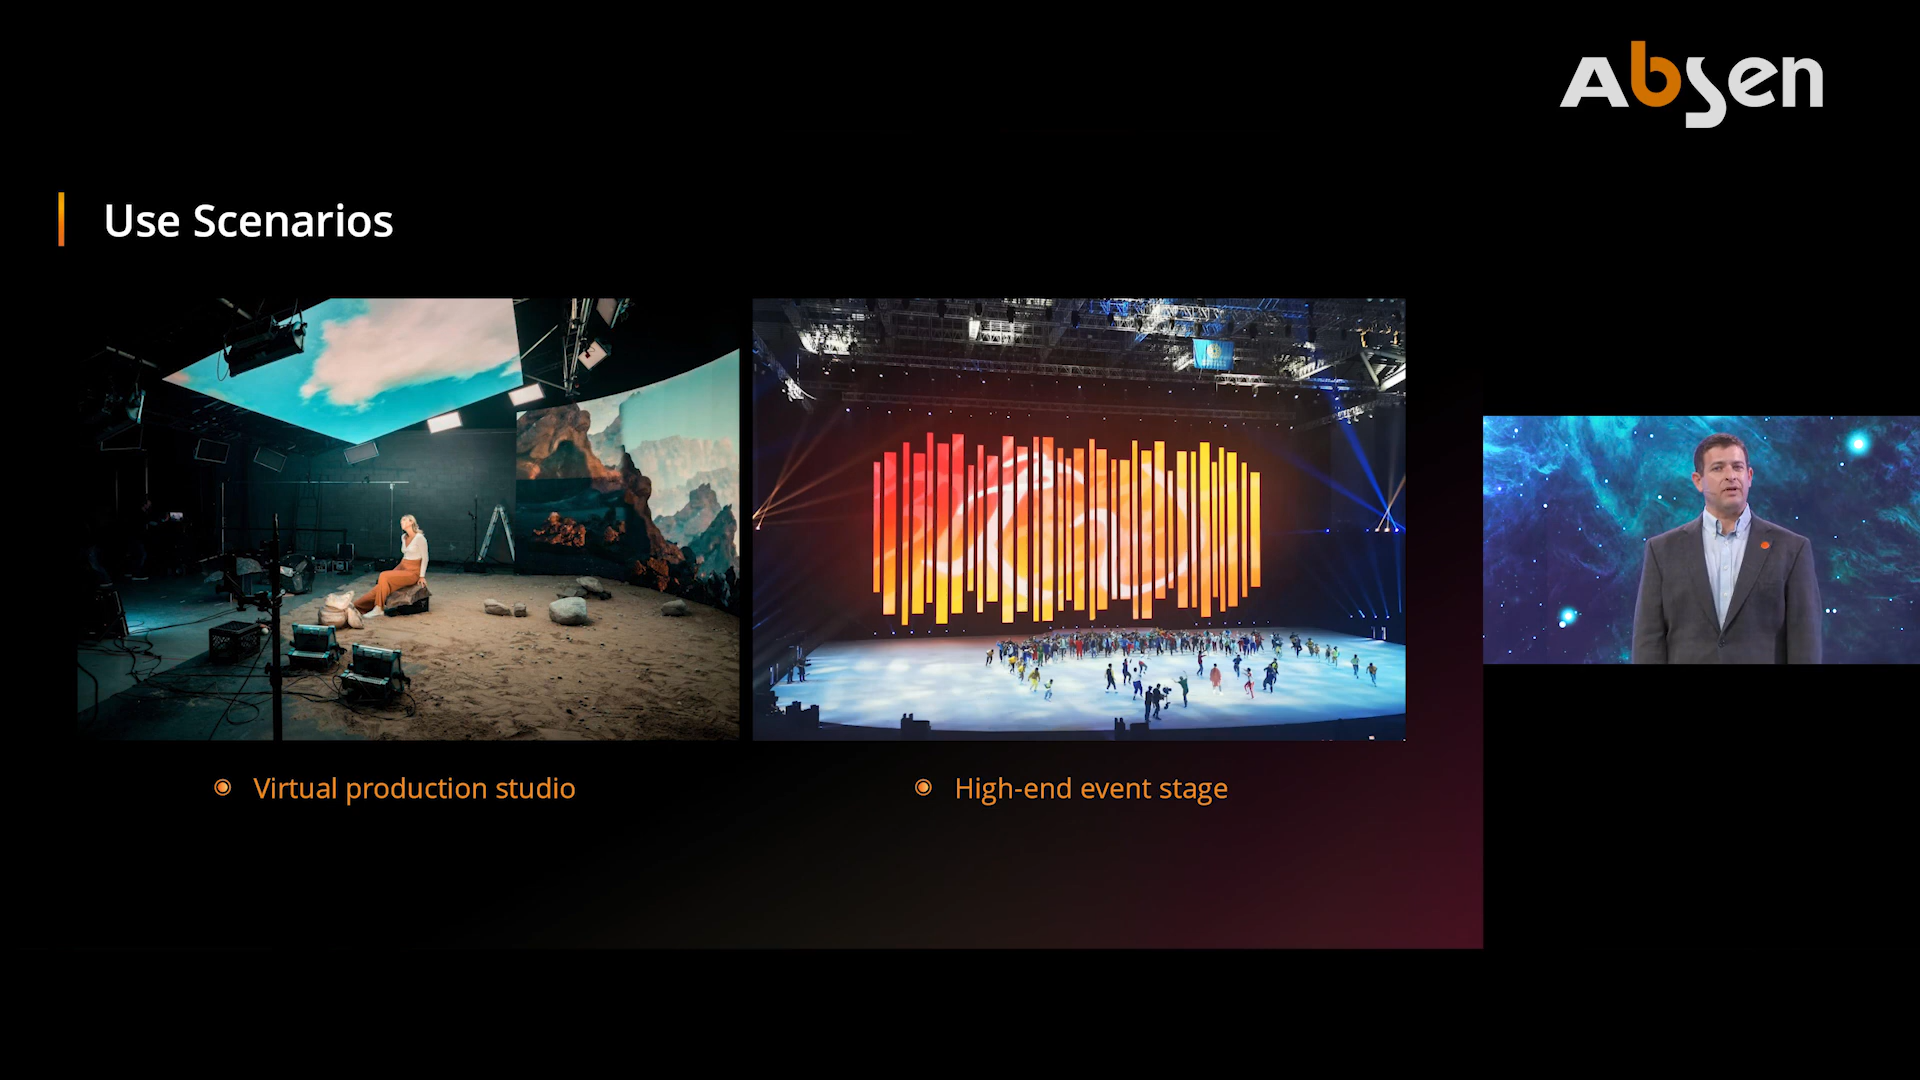 Absen
Use Scenarios
Virtual production studio
High-end event stage